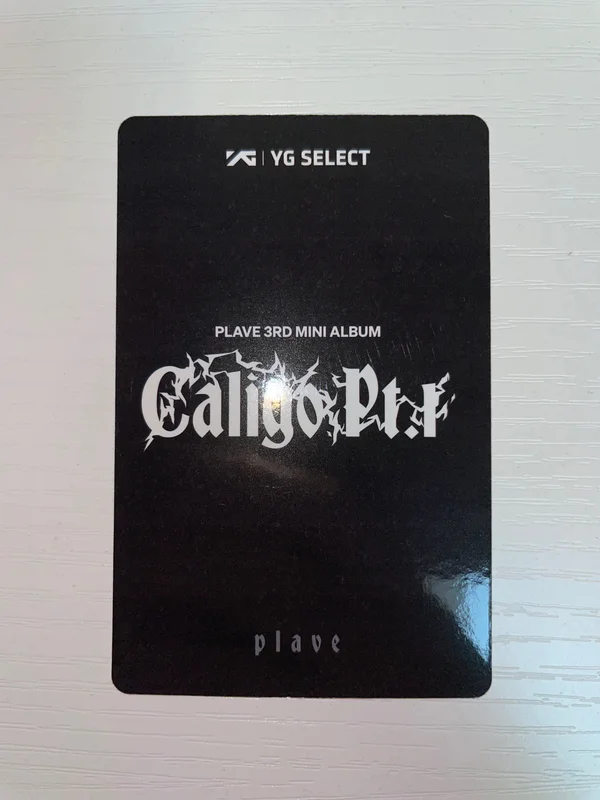 YG | YG SELECT
PLAVE 3RD MINI ALBUM
Caligo Pt.1
plave